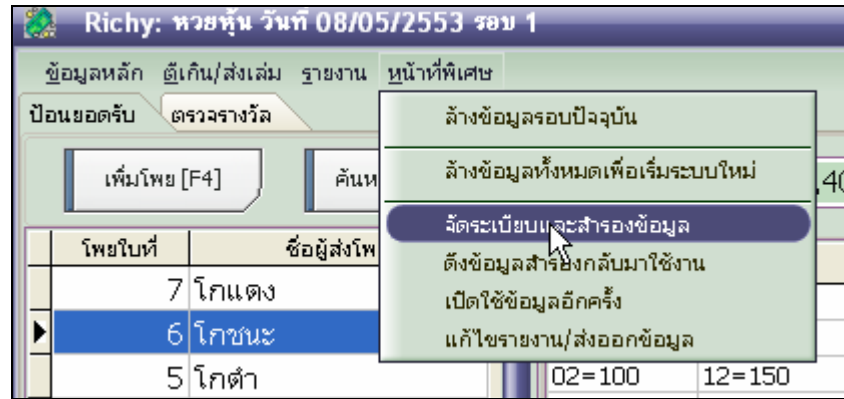 Richy: หวยหุ้น วันที่ 08/05/2553 รอบ 1
ข้อมูลหลัก ตีเกิน/ส่งเล่ม รายงาน หน้าที่พิเศษ
ป้อนยอดรับ ตรวจรางวัล
ล้างข้อมูลรอบปัจจุบัน
เพิ่มโพย [F4] ค้นห
ล้างข้อมูลทั้งหมดเพื่อเริ่มระบบใหม่
,40
จัดระเบียบและสำรองข้อมูล
โพยใบที่ ชื่อผู้ส่งโพ
ดึงข้อมูลสำรองกลับมาใช้งาน
7 โกแดง
เปิดใช้ข้อมูลอีกครั้ง
6 โกชนะ
แก้ไขรายงาน/ส่งออกข้อมูล
5 โกดำ 02=100 12=150